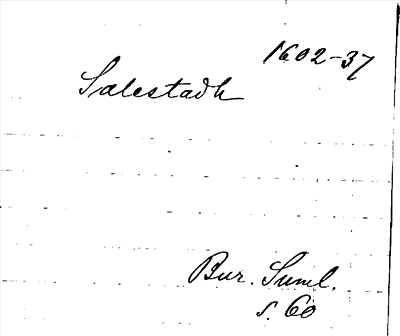 1602-37
Salestadh
Bur. Suml.
s. 60